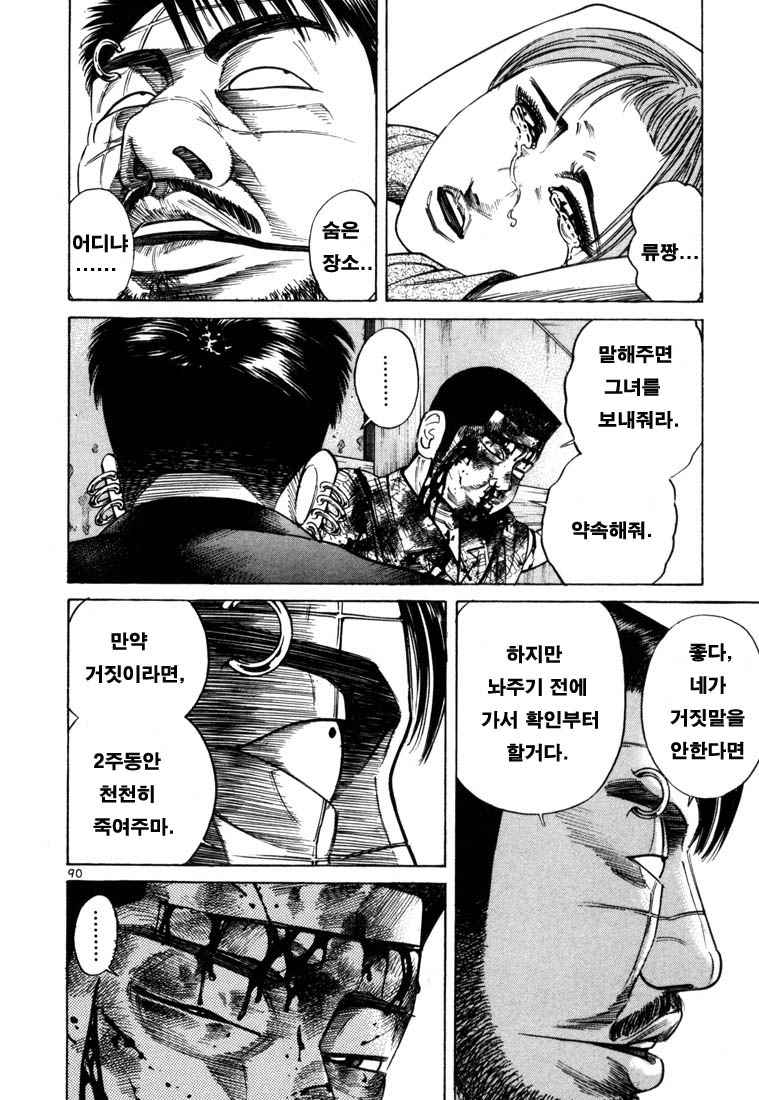 류짱...
숨은
장소..
어디냐
......
말해주면
그녀를
보내줘라.
약속해줘.
........
좋다,
네가
거짓말을
안한다면
하지만
놔주기 전에
가서 확인부터
할거다.
만약
거짓이라면,
2주동안
천천히
죽여주마.
90
........